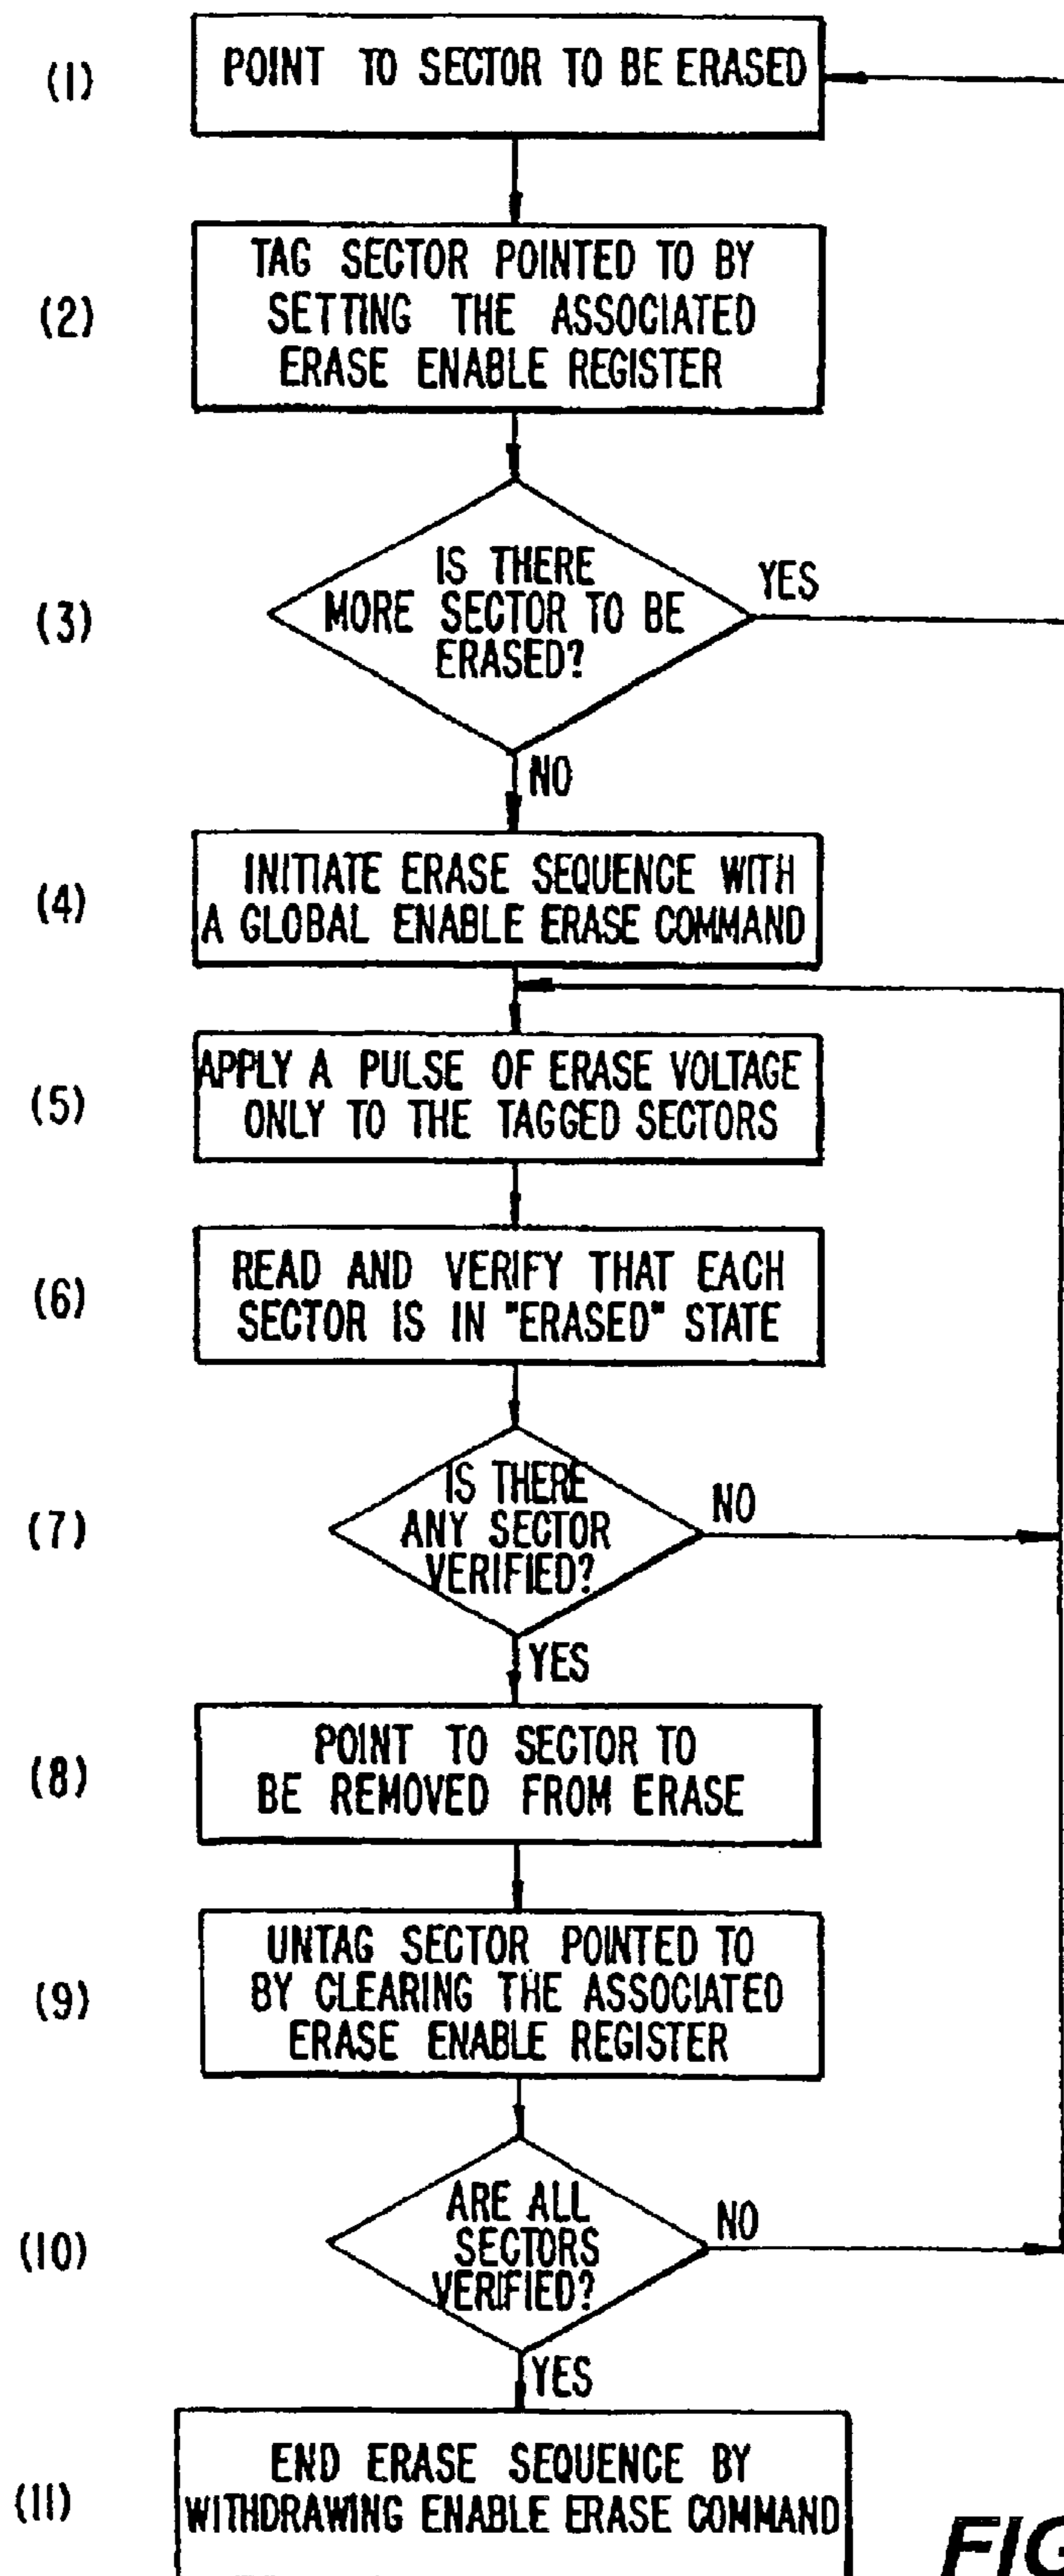 (1)
POINT TO SECTOR TO BE ERASED
(2)
TAG SECTOR POINTED TO BY
SETTING THE ASSOCIATED
ERASE ENABLE REGISTER
(3)
IS THERE
MORE SECTOR TO BE
ERASED?
YES
NO
(4)
INITIATE ERASE SEQUENCE WITH
A GLOBAL ENABLE ERASE COMMAND
(5)
APPLY A PULSE OF ERASE VOLTAGE
ONLY TO THE TAGGED SECTORS
(6)
READ AND VERIFY THAT EACH
SECTOR IS IN "ERASED" STATE
(7)
IS THERE
ANY SECTOR
VERIFIED?
NO
YES
(8)
POINT TO SECTOR TO
BE REMOVED FROM ERASE
(9)
UNTAG SECTOR POINTED TO
BY CLEARING THE ASSOCIATED
ERASE ENABLE REGISTER
(10)
ARE ALL
SECTORS
VERIFIED?
NO
YES
(11)
END ERASE SEQUENCE BY
WITHDRAWING ENABLE ERASE COMMAND
FIG